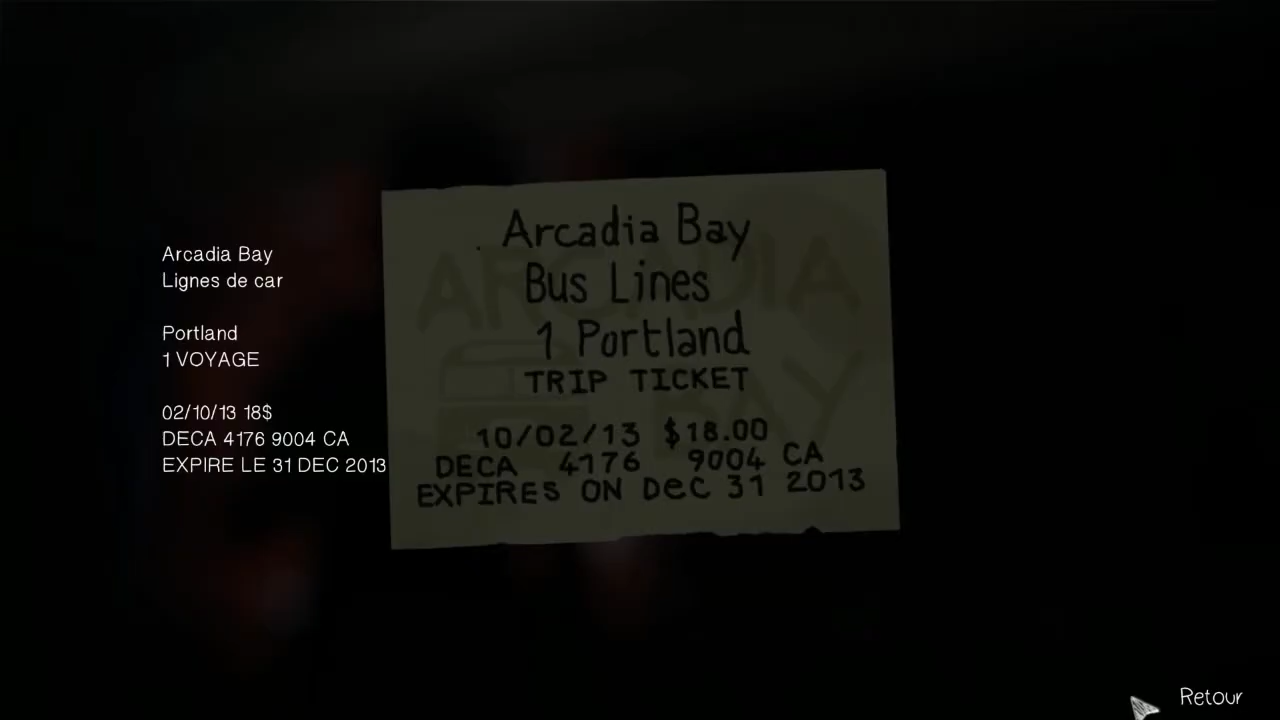 Arcadia Bay
Lignes de car
Portland
1 VOYAGE
02/10/13 18$
DECA 4176 9004 CA
EXPIRE LE 31 DEC 2013
ARCADIA
BAY
Arcadia Bay
Bus Lines
1 Portland
TRIP TICKET
10/02/13 $18.00
DECA 4176 9004 CA
EXPIRES ON DeC 31 2013
Retour